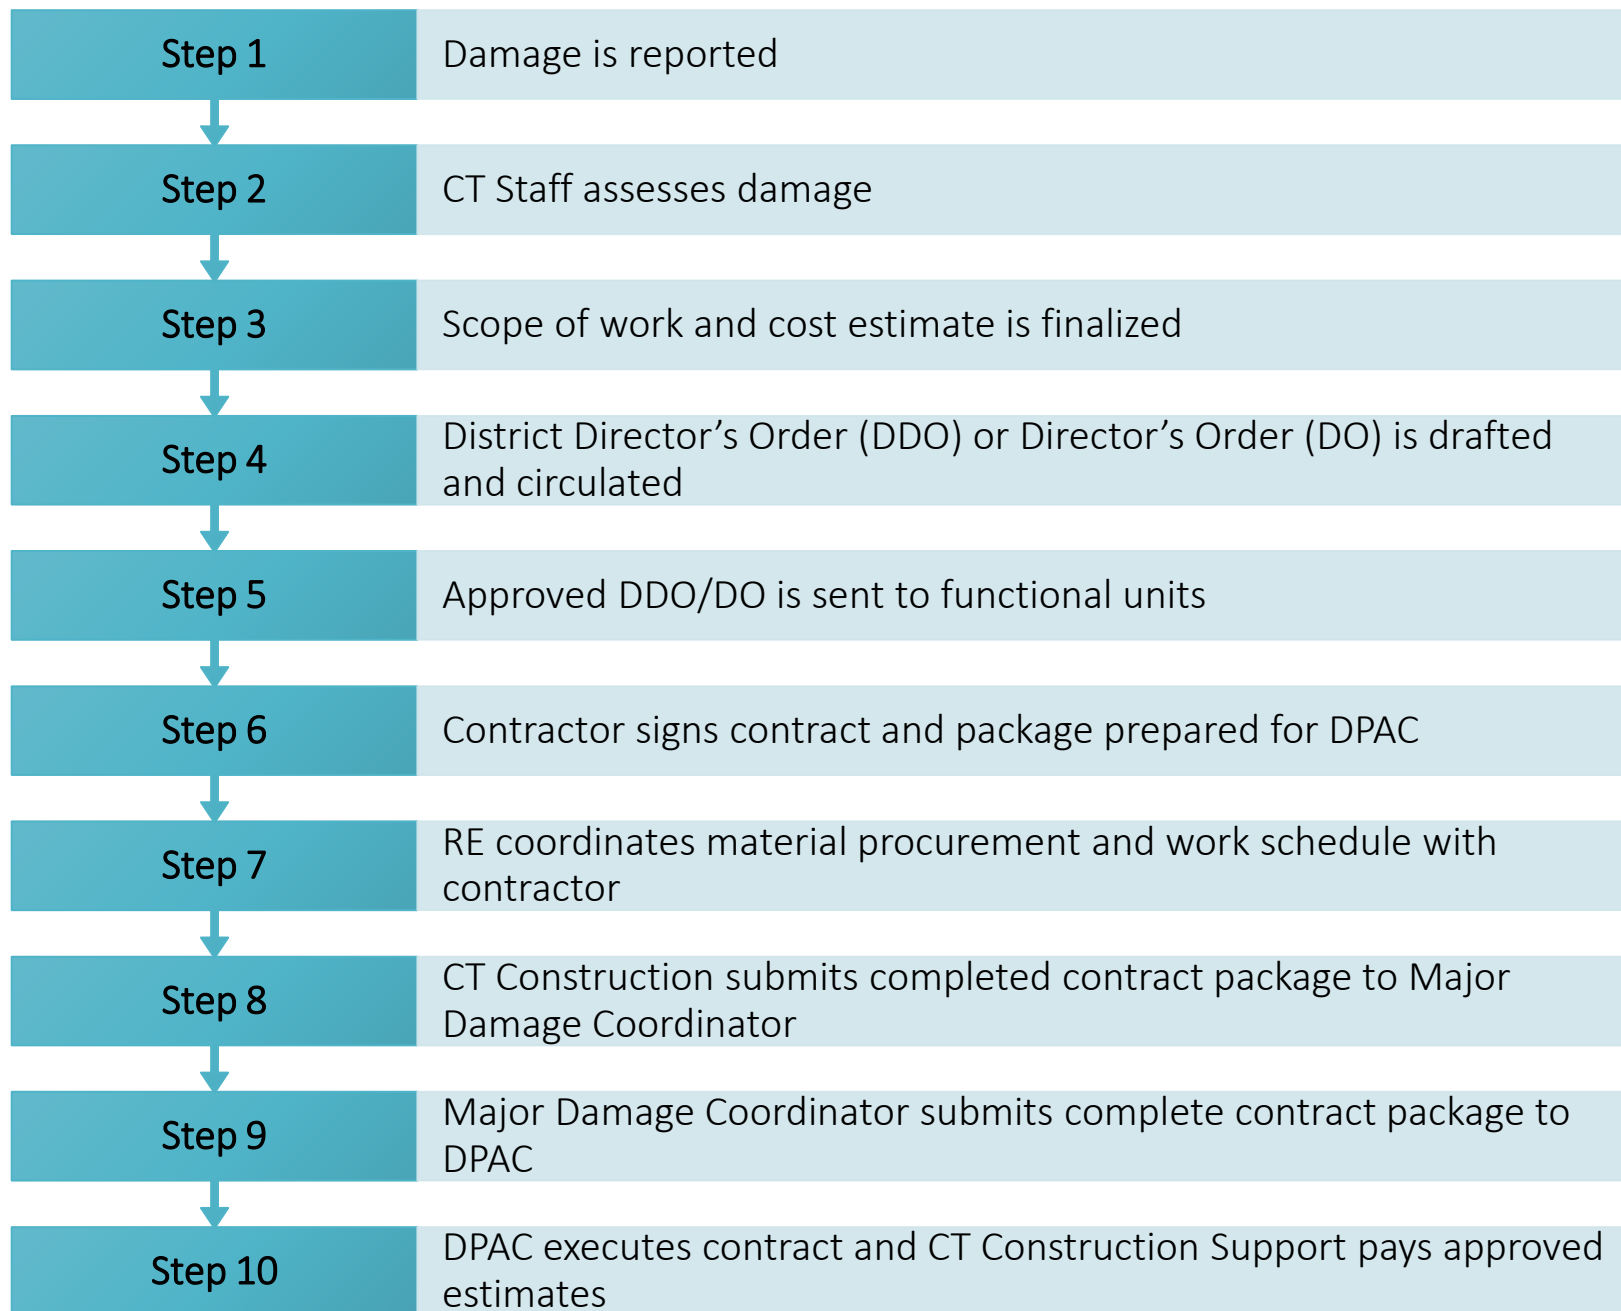 Step 1
Damage is reported
Step 2
CT Staff assesses damage
Step 3
Scope of work and cost estimate is finalized
Step 4
District Director’s Order (DDO) or Director’s Order (DO) is drafted
and circulated
Step 5
Approved DDO/DO is sent to functional units
Step 6
Contractor signs contract and package prepared for DPAC
Step 7
RE coordinates material procurement and work schedule with
contractor
Step 8
CT Construction submits completed contract package to Major
Damage Coordinator
Step 9
Major Damage Coordinator submits complete contract package to
DPAC
Step 10
DPAC executes contract and CT Construction Support pays approved
estimates